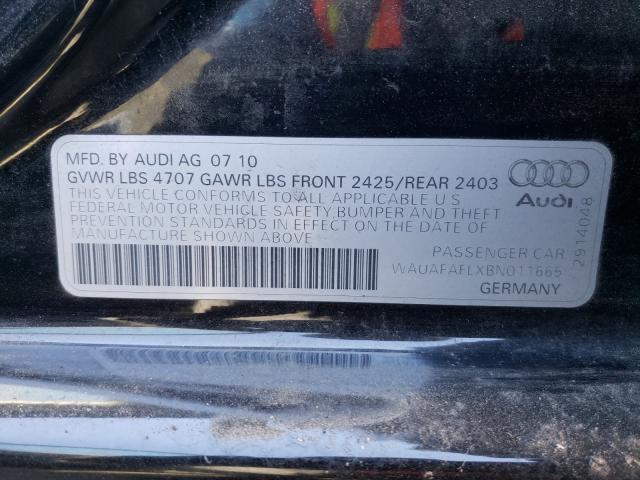 MFD. BY AUDI AG 07 10
GVWR LBS 4707 GAWR LBS FRONT 2425/REAR 2403
THIS VEHICLE CONFORMS TO ALL APPLICABLE U S
FEDERAL MOTOR VEHICLE SAFETY,BUMPER AND THEFT
PREVENTION STANDARDS IN EFFECT ON THE DATE OF
MANUFACTURE SHOWN ABOVE
Audi
2914048
PASSENGER CAR
WAUAFAFLXBN011665
GERMANY